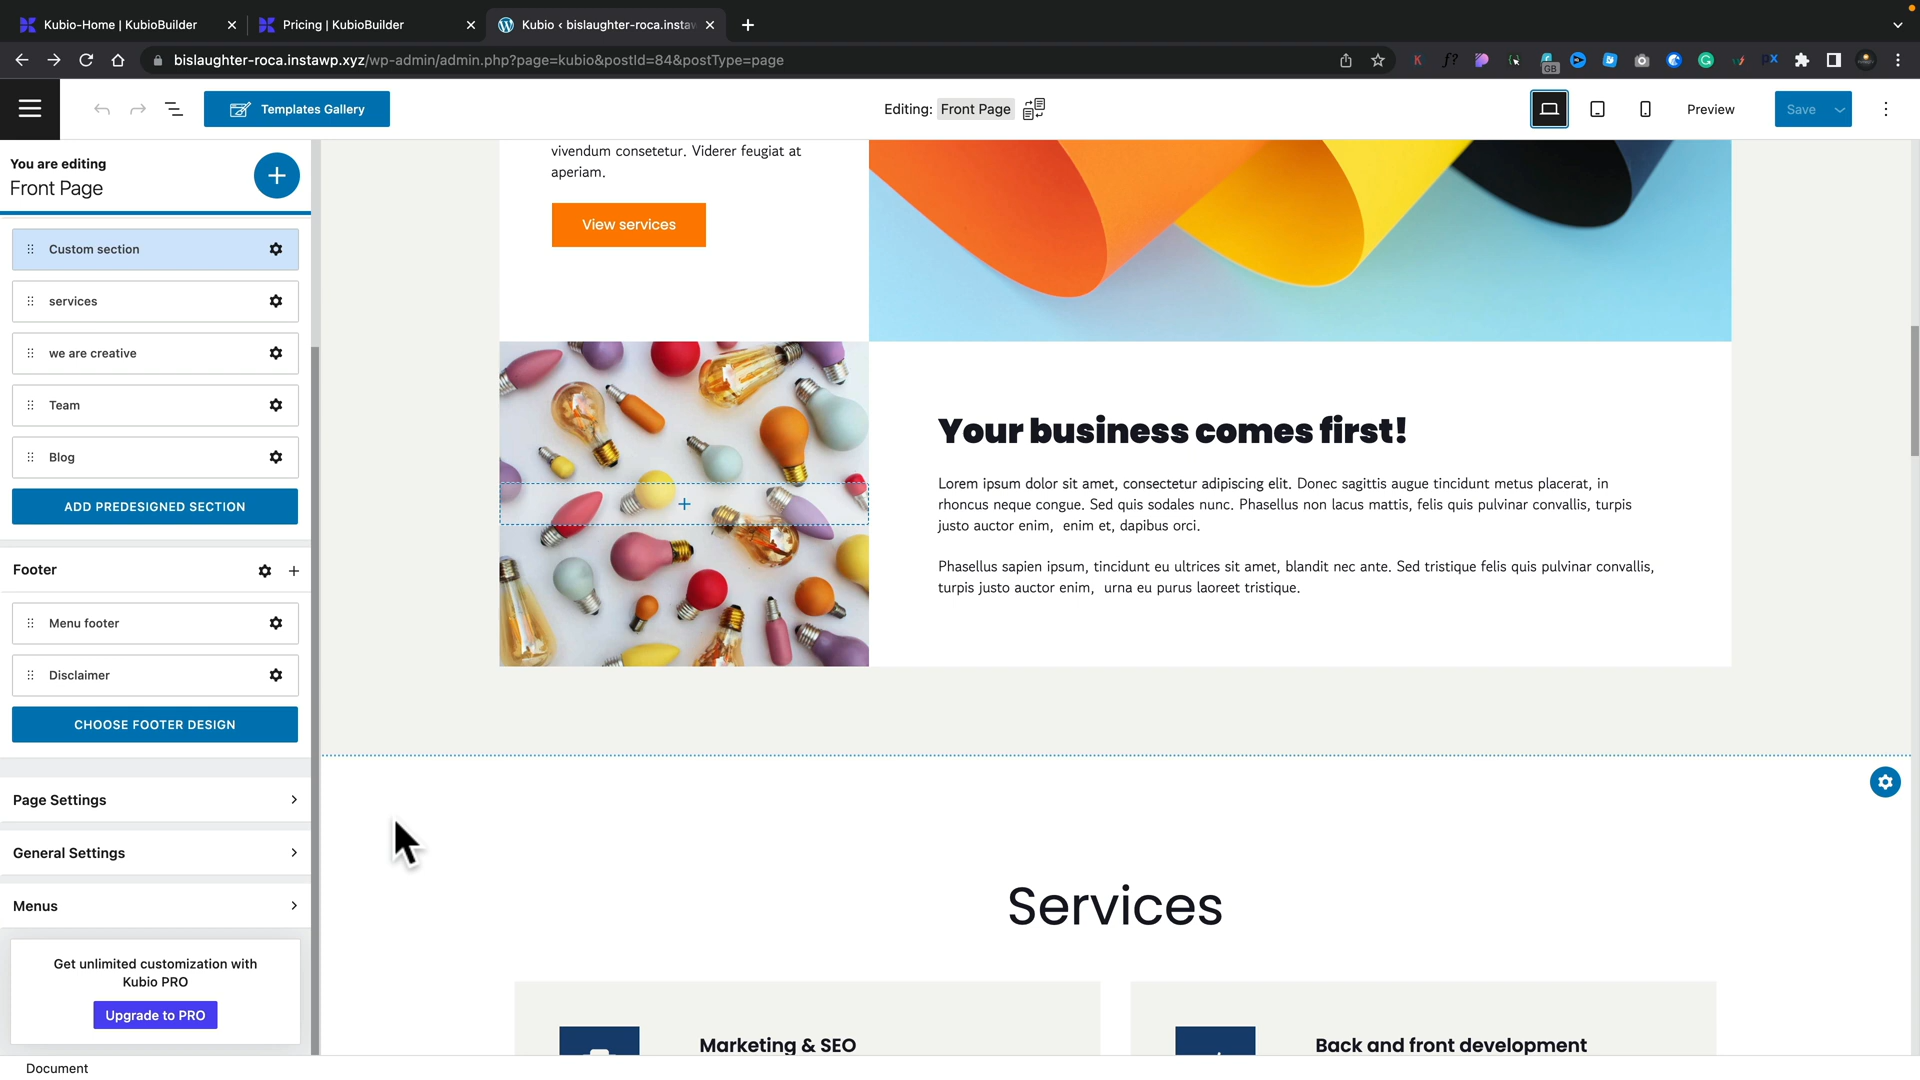 Kubio-Home | KubioBuilder
Pricing | KubioBuilder
Kubio ‹ bislaughter-roca.instaw
bislaughter-roca.instawp.xyz/wp-admin/admin.php?page=kubio&postId=84&postType=page
Templates Gallery
Editing: Front Page
Preview
Save
You are editing
Front Page
Custom section
services
we are creative
Team
Blog
ADD PREDESIGNED SECTION
Footer
Menu footer
Disclaimer
CHOOSE FOOTER DESIGN
Page Settings
General Settings
Menus
Get unlimited customization with
Kubio PRO
Upgrade to PRO
Document
vivendum consetetur. Viderer feugiat at
aperiam.
View services
Your business comes first!
Lorem ipsum dolor sit amet, consectetur adipiscing elit. Donec sagittis augue tincidunt metus placerat, in
rhoncus neque congue. Sed quis sodales nunc. Phasellus non lacus mattis, felis quis pulvinar convallis, turpis
justo auctor enim, enim et, dapibus orci.
Phasellus sapien ipsum, tincidunt eu ultrices sit amet, blandit nec ante. Sed tristique felis quis pulvinar convallis,
turpis justo auctor enim, urna eu purus laoreet tristique.
Services
Marketing & SEO
Back and front development